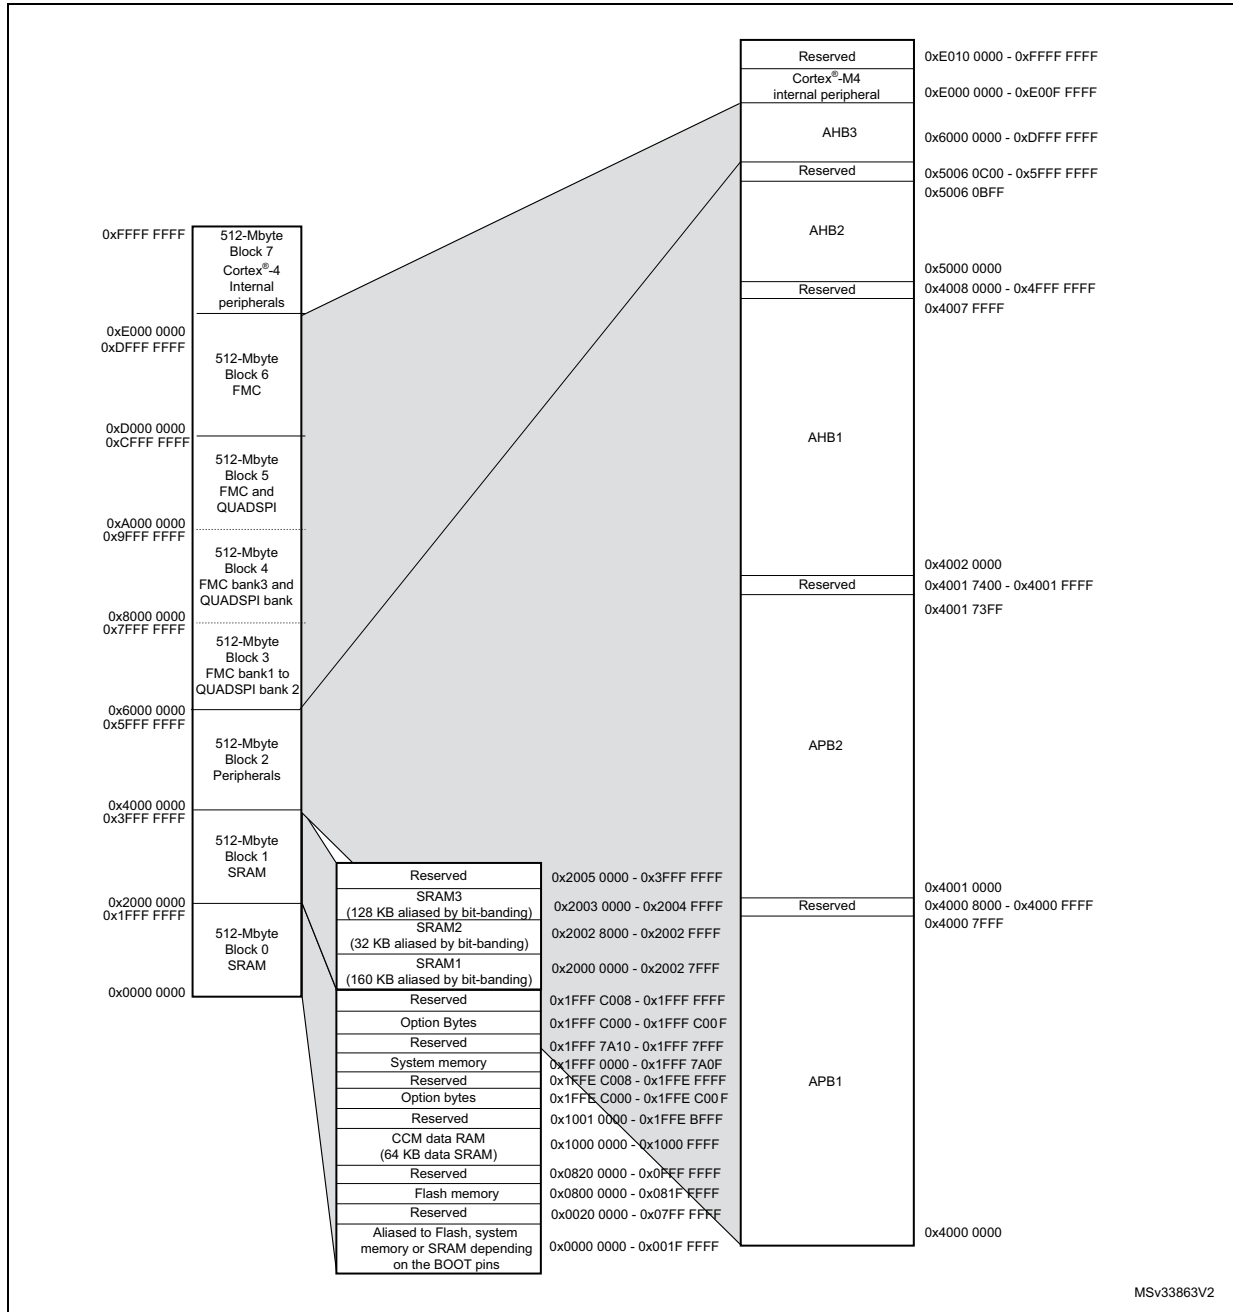 0xFFFF FFFF
512-Mbyte
Block 7
Cortex®-4
Internal
peripherals
0xE000 0000
0xDFFF FFFF
512-Mbyte
Block 6
FMC
0xD000 0000
0xCFFF FFFF
512-Mbyte
Block 5
FMC and
QUADSPI
0xA000 0000
0x9FFF FFFF
512-Mbyte
Block 4
FMC bank3 and
QUADSPI bank
0x8000 0000
0x7FFF FFFF
512-Mbyte
Block 3
FMC bank1 to
QUADSPI bank 2
0x6000 0000
0x5FFF FFFF
512-Mbyte
Block 2
Peripherals
0x4000 0000
0x3FFF FFFF
512-Mbyte
Block 1
SRAM
0x2000 0000
0x1FFF FFFF
512-Mbyte
Block 0
SRAM
0x0000 0000
Reserved 0x2005 0000 - 0x3FFF FFFF
SRAM3
(128 KB aliased by bit-banding) 0x2003 0000 - 0x2004 FFFF
SRAM2
(32 KB aliased by bit-banding) 0x2002 8000 - 0x2002 FFFF
SRAM1
(160 KB aliased by bit-banding) 0x2000 0000 - 0x2002 7FFF
Reserved 0x1FFF C008 - 0x1FFF FFFF
Option Bytes 0x1FFF C000 - 0x1FFF C00F
Reserved 0x1FFF 7A10 - 0x1FFF 7FFF
System memory 0x1FFF 0000 - 0x1FFF 7A0F
Reserved 0x1FFE C008 - 0x1FFE FFFF
Option bytes 0x1FFE C000 - 0x1FFE C00F
Reserved 0x1001 0000 - 0x1FFE BFFF
CCM data RAM
(64 KB data SRAM) 0x1000 0000 - 0x1000 FFFF
Reserved 0x0820 0000 - 0x0FFF FFFF
Flash memory 0x0800 0000 - 0x081F FFFF
Reserved 0x0020 0000 - 0x07FF FFFF
Aliased to Flash, system
memory or SRAM depending 0x0000 0000 - 0x001F FFFF
on the BOOT pins
Reserved 0xE010 0000 - 0xFFFF FFFF
Cortex®-M4
internal peripheral 0xE000 0000 - 0xE00F FFFF
AHB3 0x6000 0000 - 0xDFFF FFFF
Reserved 0x5006 0C00 - 0x5FFF FFFF
0x5006 0BFF
AHB2
0x5000 0000
Reserved 0x4008 0000 - 0x4FFF FFFF
0x4007 FFFF
AHB1
0x4002 0000
Reserved 0x4001 7400 - 0x4001 FFFF
0x4001 73FF
APB2
0x4001 0000
Reserved 0x4000 8000 - 0x4000 FFFF
0x4000 7FFF
APB1
0x4000 0000
MSv33863V2